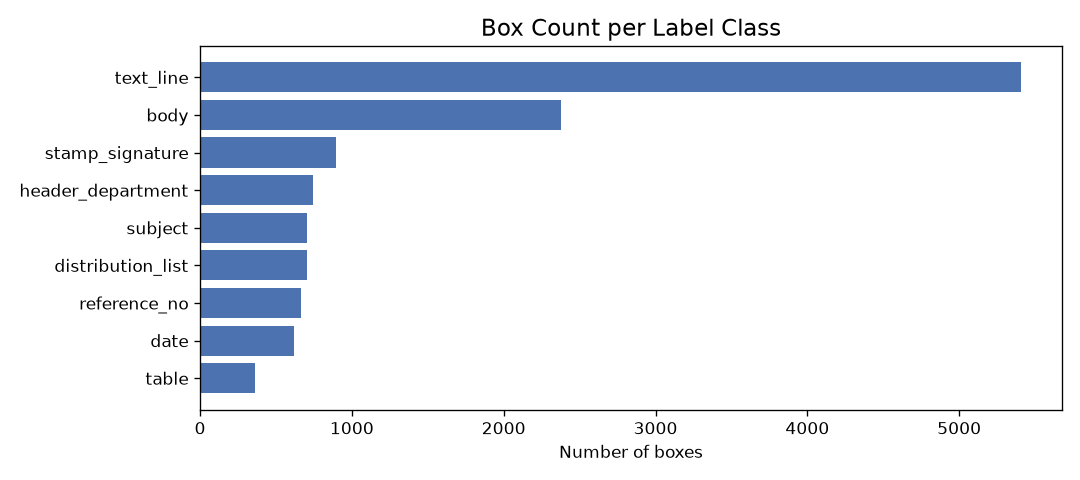 Box Count per Label Class
text_line
body
stamp_signature
header_department
subject
distribution_list
reference_no
date
table
0 1000 2000 3000 4000 5000
Number of boxes